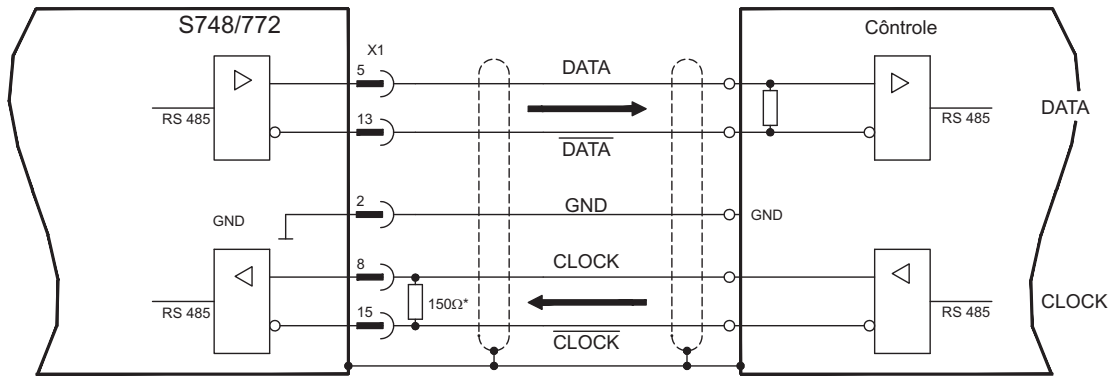 S748/772
Côntrole
X1
5
DATA
RS 485
RS 485
DATA
13
DATA
2
GND
GND
GND
8
CLOCK
RS 485
150Ω*
RS 485
CLOCK
15
CLOCK